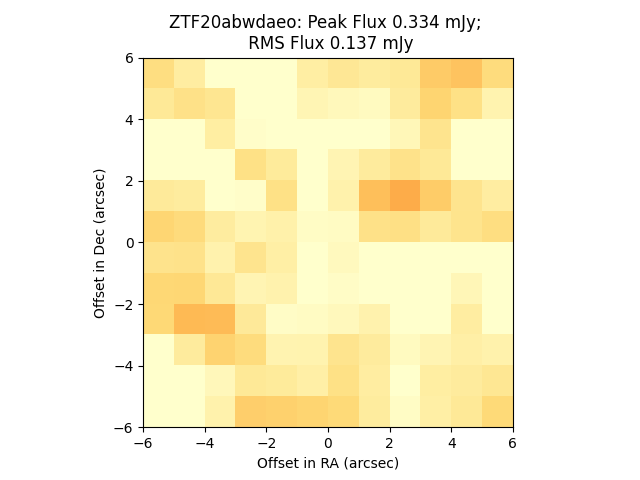 ZTF20abwdaeo: Peak Flux 0.334 mJy;
RMS Flux 0.137 mJy
6
4
2
0
−2
−4
−6
Offset in Dec (arcsec)
−6 −4 −2 0 2 4 6
Offset in RA (arcsec)